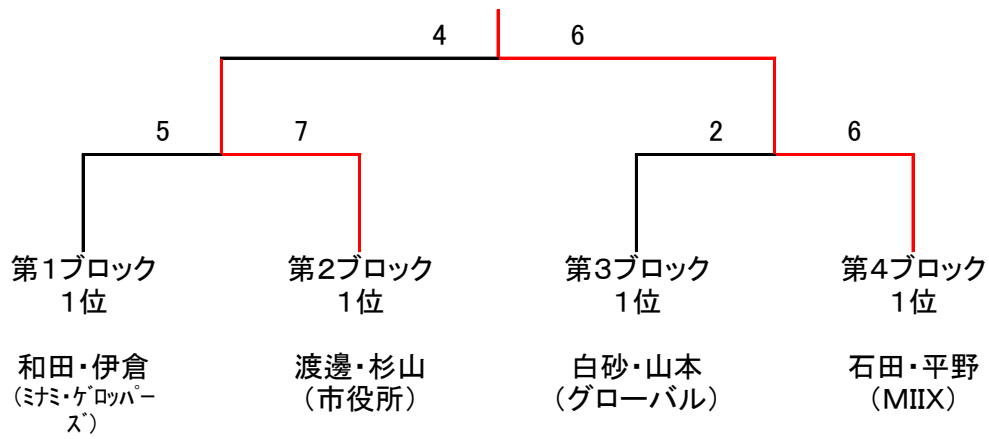 4 6
5 7 2 6
第1ブロック 第2ブロック 第3ブロック 第4ブロック
1位 1位 1位 1位
和田・伊倉 渡邊・杉山 白砂・山本 石田・平野
(ﾐﾅﾐ・ｹﾞﾛｯﾊﾟｰ (市役所) (グローバル) (MIIX)
ｽﾞ)